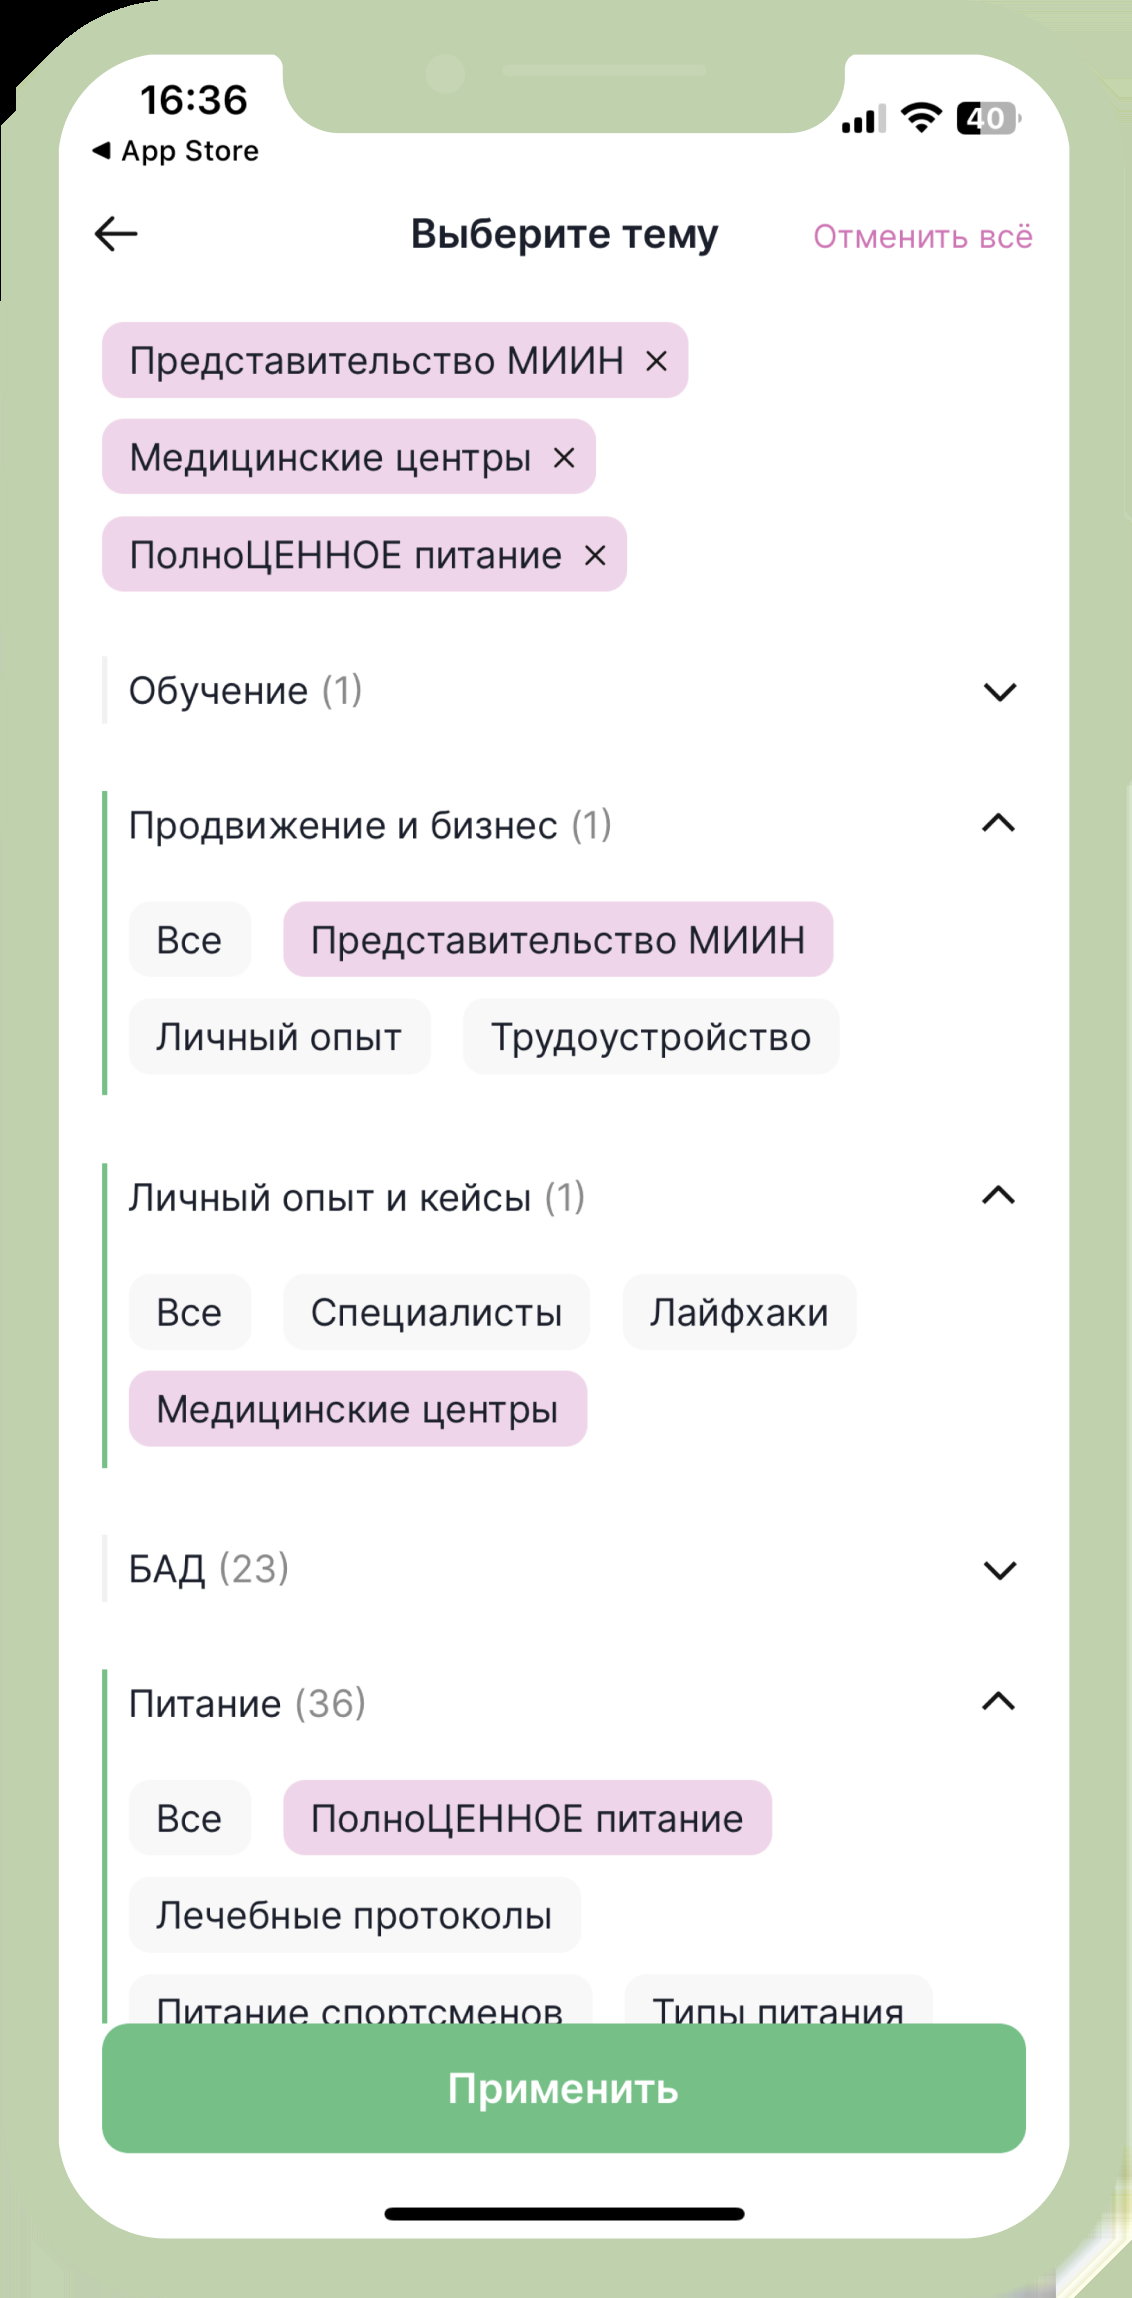 16:36
40
◀ App Store
Выберите тему
Отменить всё
Представительство МИИН ×
Медицинские центры ×
ПолноЦЕННОЕ питание ×
Обучение (1)
Продвижение и бизнес (1)
Все Представительство МИИН
Личный опыт Трудоустройство
Личный опыт и кейсы (1)
Все Специалисты Лайфхаки
Медицинские центры
БАД (23)
Питание (36)
Все ПолноЦЕННОЕ питание
Лечебные протоколы
Питание спортсменов Типы питания
Применить